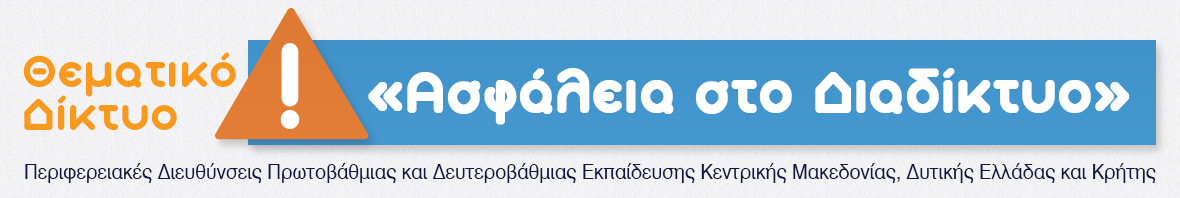 Θεματικό
Δίκτυο
!
«Ασφάλεια στο Διαδίκτυο»
Περιφερειακές Διευθύνσεις Πρωτοβάθμιας και Δευτεροβάθμιας Εκπαίδευσης Κεντρικής Μακεδονίας, Δυτικής Ελλάδας και Κρήτης